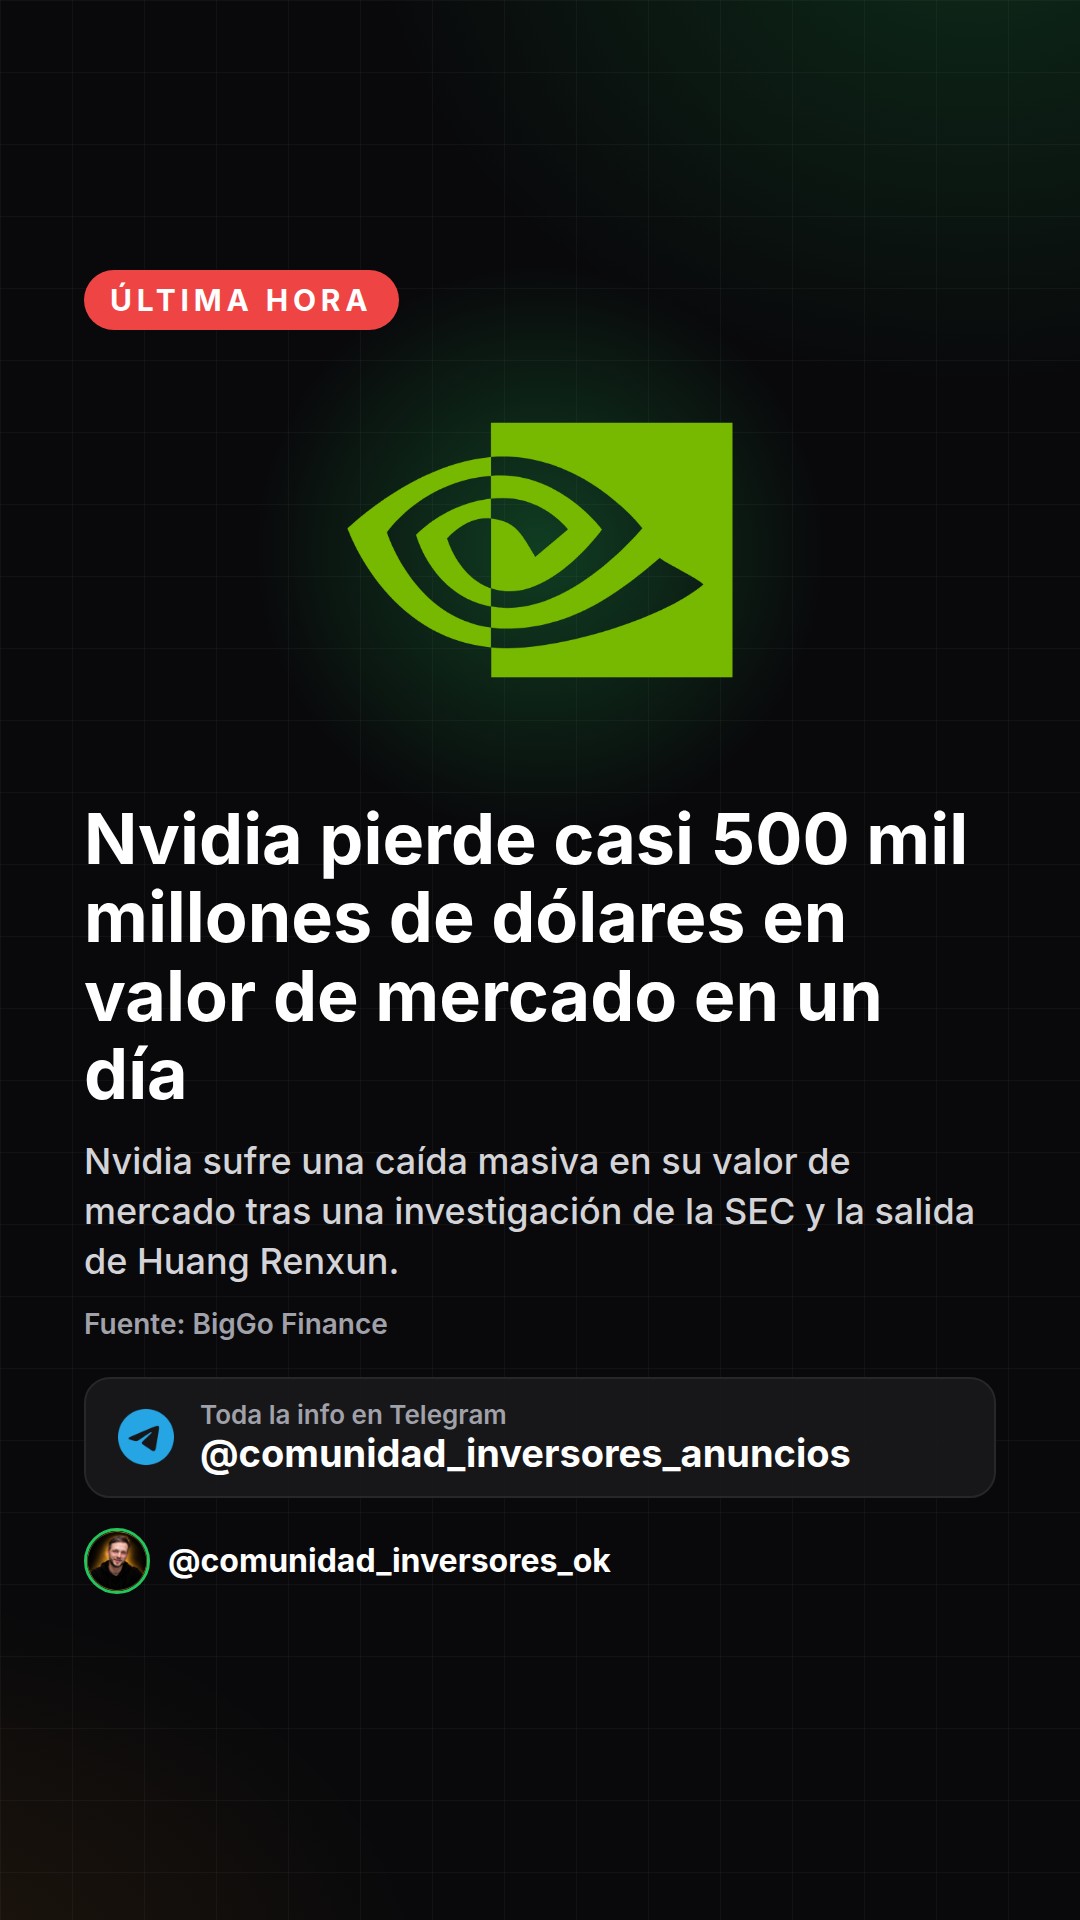 ÚLTIMA HORA
Nvidia pierde casi 500 mil
millones de dólares en
valor de mercado en un
día
Nvidia sufre una caída masiva en su valor de
mercado tras una investigación de la SEC y la salida
de Huang Renxun.
Fuente: BigGo Finance
Toda la info en Telegram
@comunidad_inversores_anuncios
@comunidad_inversores_ok